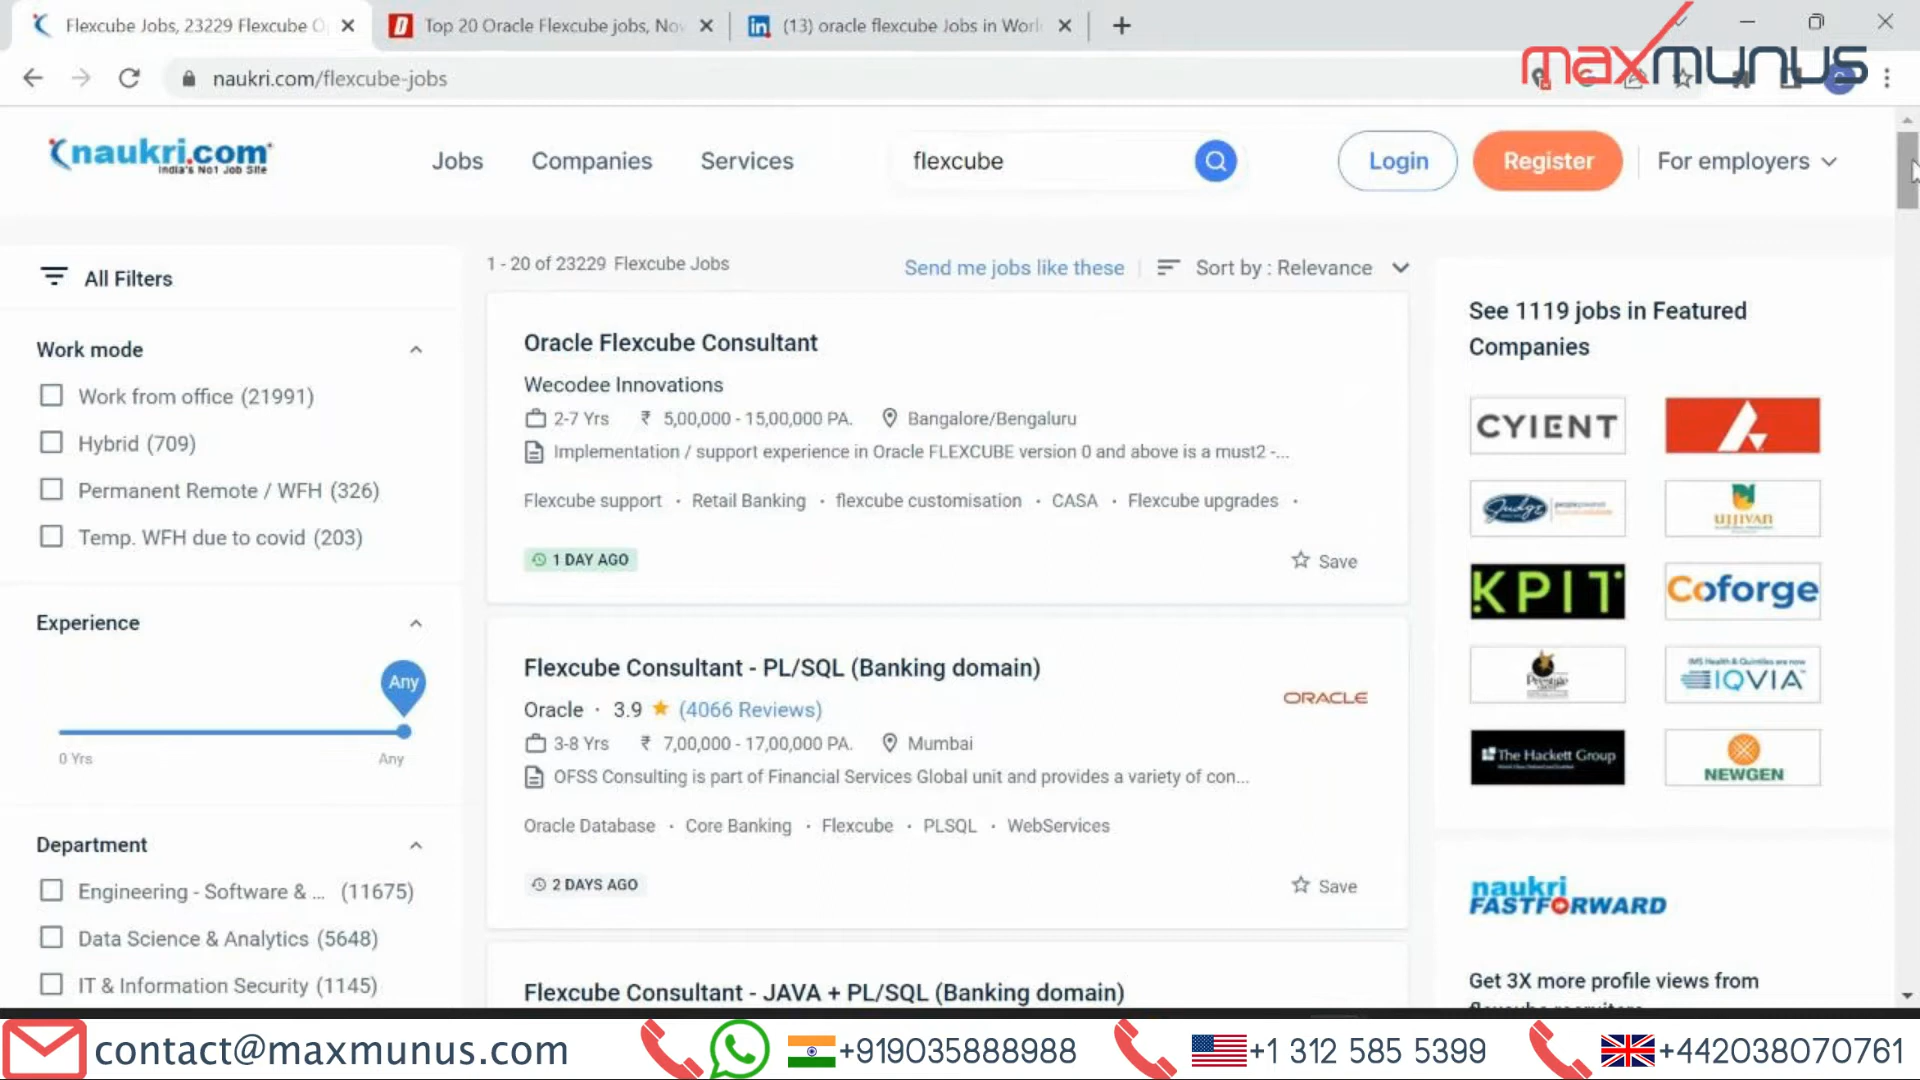 Flexcube Jobs, 23229 Flexcube O
Top 20 Oracle Flexcube jobs, Nov
(13) oracle flexcube Jobs in Worl
maxmunus
naukri.com/flexcube-jobs
naukri.com
India's No1 Job Site
Jobs
Companies
Services
flexcube
Login
Register
For employers
All Filters
Work mode
Work from office (21991)
Hybrid (709)
Permanent Remote / WFH (326)
Temp. WFH due to covid (203)
Experience
Any
0 Yrs
Any
Department
Engineering - Software & ... (11675)
Data Science & Analytics (5648)
IT & Information Security (1145)
1 - 20 of 23229 Flexcube Jobs
Send me jobs like these
Sort by : Relevance
Oracle Flexcube Consultant
Wecodee Innovations
2-7 Yrs ₹ 5,00,000 - 15,00,000 PA. Bangalore/Bengaluru
Implementation / support experience in Oracle FLEXCUBE version 0 and above is a must2 -...
Flexcube support · Retail Banking · flexcube customisation · CASA · Flexcube upgrades ·
1 DAY AGO
Save
Flexcube Consultant - PL/SQL (Banking domain)
Oracle · 3.9 ★ (4066 Reviews)
ORACLE
3-8 Yrs ₹ 7,00,000 - 17,00,000 PA. Mumbai
OFSS Consulting is part of Financial Services Global unit and provides a variety of con...
Oracle Database · Core Banking · Flexcube · PLSQL · WebServices
2 DAYS AGO
Save
Flexcube Consultant - JAVA + PL/SQL (Banking domain)
See 1119 jobs in Featured
Companies
CYIENT
Judge
UJJIVAN
KPIT
Coforge
Prestige
IMS Health & Quintiles are now
IQVIA
The Hackett Group
NEWGEN
naukri
FASTFORWARD
Get 3X more profile views from
contact@maxmunus.com
+919035888988
+1 312 585 5399
+442038070761